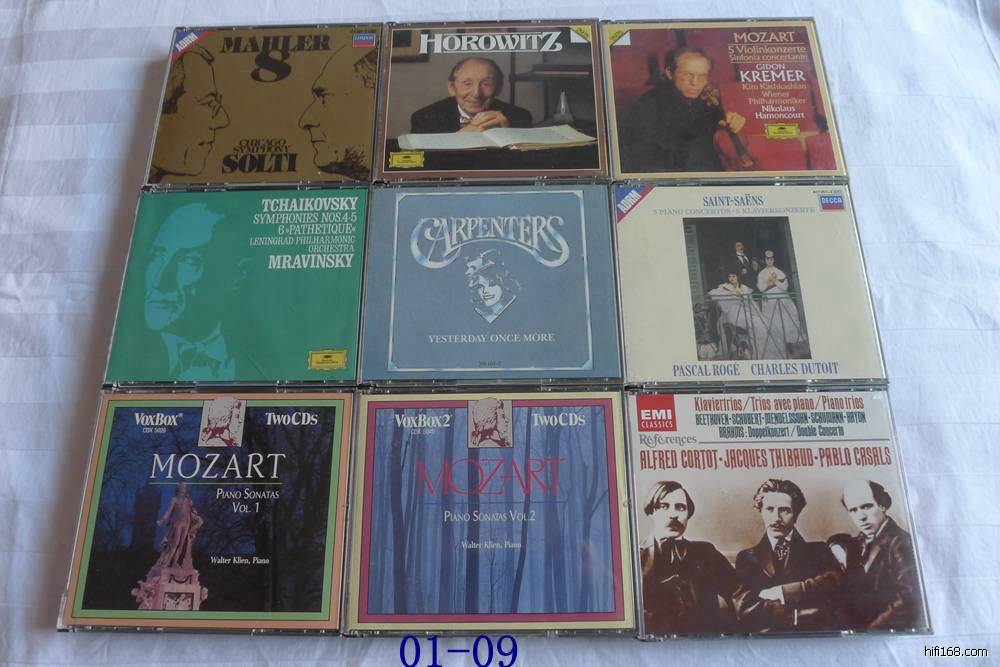 ADRM
MAHLER
8
CHICAGO
SYMPHONY
SOLTI
LONDON
HOROWITZ
MOZART
5 Violinkonzerte
Sinfonia concertante
GIDON
KREMER
Kim Kashkashian
Wiener
Philharmoniker
Nikolaus
Harnoncourt
TCHAIKOVSKY
SYMPHONIES NOS.4·5
6 »PATHETIQUE«
LENINGRAD PHILHARMONIC
ORCHESTRA
MRAVINSKY
CARPENTERS
YESTERDAY ONCE MORE
ADRM
SAINT-SAËNS
5 PIANO CONCERTOS · 5 KLAVIERKONZERTE
DECCA
PASCAL ROGÉ CHARLES DUTOIT
VOXBOX
TWO CDS
MOZART
PIANO SONATAS
VOL. 1
Walter Klien, Piano
VOXBOX2
TWO CDS
MOZART
PIANO SONATAS VOL.2
Walter Klien, Piano
EMI
CLASSICS
Références
Klaviertrios/Trios avec piano/Piano trios
BEETHOVEN·SCHUBERT·MENDELSSOHN·SCHUMANN·HAYDN
BRAHMS: Doppelkonzert/Double Concerto
ALFRED CORTOT·JACQUES THIBAUD·PABLO CASALS
01-09
hifi168.com